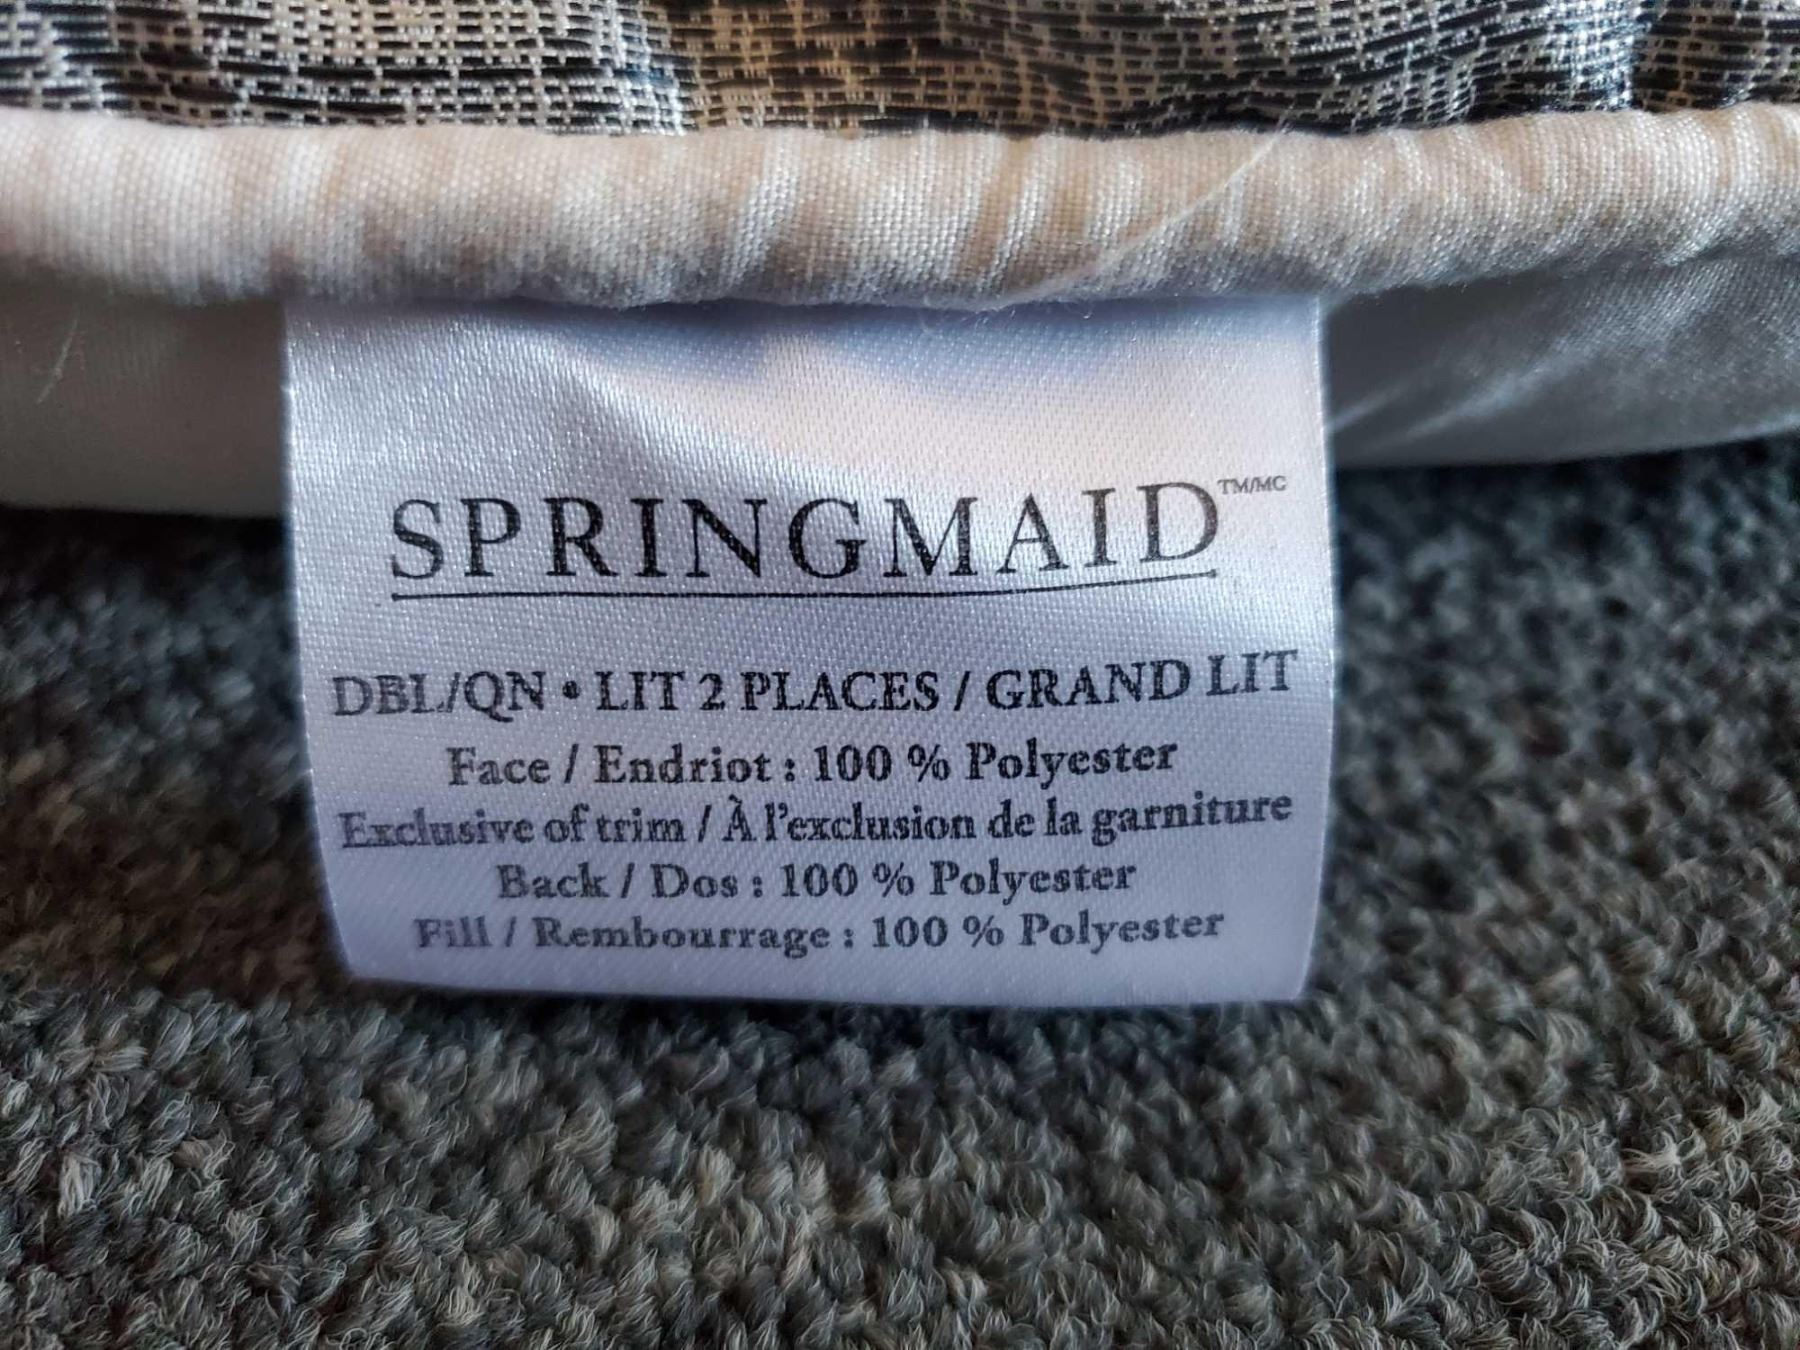 SPRINGMAID™/MC
DBL/QN • LIT 2 PLACES / GRAND LIT
Face / Endriot : 100 % Polyester
Exclusive of trim / À l'exclusion de la garniture
Back / Dos : 100 % Polyester
Fill / Rembourrage : 100 % Polyester